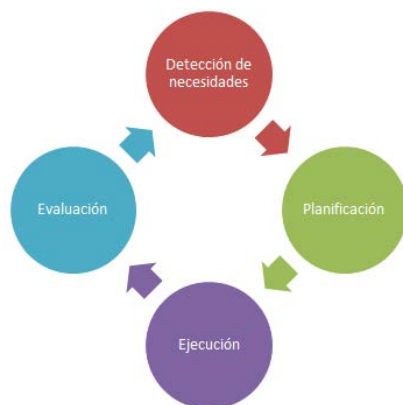 Detección de
necesidades
Planificación
Ejecución
Evaluación